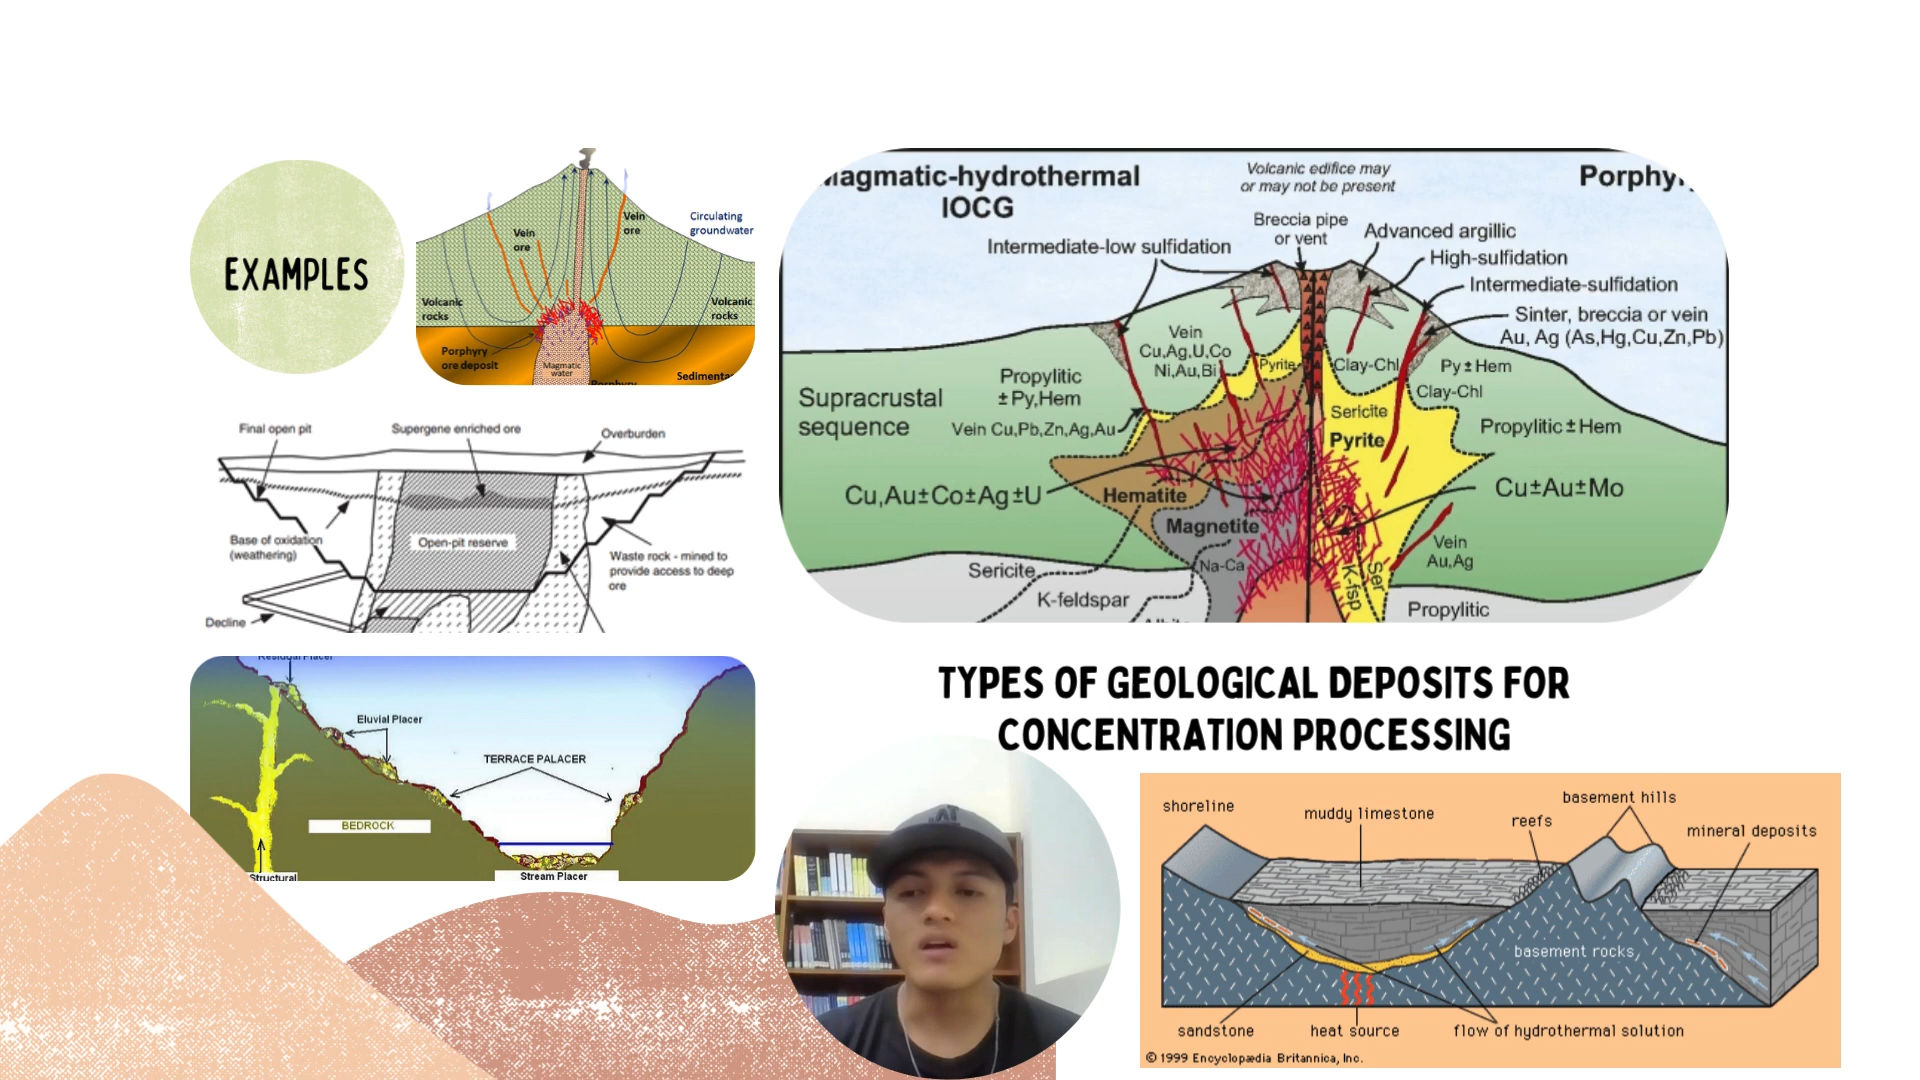 EXAMPLES
Vein
ore
Vein
ore
Circulating
groundwater
Volcanic
rocks
Volcanic
rocks
Porphyry
ore deposit
Magmatic
water
Porphyry
Sedimenta
Final open pit
Supergene enriched ore
Overburden
Base of oxidation
(weathering)
Open-pit reserve
Waste rock - mined to
provide access to deep
ore
Decline
Residual Placer
Eluvial Placer
TERRACE PALACER
BEDROCK
Structural
Stream Placer
Magmatic-hydrothermal
IOCG
Volcanic edifice may
or may not be present
Porphyry
Breccia pipe
or vent
Advanced argillic
Intermediate-low sulfidation
High-sulfidation
Intermediate-sulfidation
Sinter, breccia or vein
Au, Ag (As,Hg,Cu,Zn,Pb)
Vein
Cu,Ag,U,Co
Ni,Au,Bi
Pyrite
Clay-Chl
Py ± Hem
Clay-Chl
Propylitic
± Py,Hem
Supracrustal
sequence
Vein Cu,Pb,Zn,Ag,Au
Sericite
Pyrite
Propylitic ± Hem
Cu,Au±Co±Ag±U
Hematite
Cu±Au±Mo
Magnetite
Vein
Au,Ag
Sericite
Na-Ca
K-feldspar
K-fsp
Ser
Propylitic
Albite
TYPES OF GEOLOGICAL DEPOSITS FOR
CONCENTRATION PROCESSING
shoreline
muddy limestone
reefs
basement hills
mineral deposits
basement rocks
sandstone
heat source
flow of hydrothermal solution
© 1999 Encyclopædia Britannica, Inc.